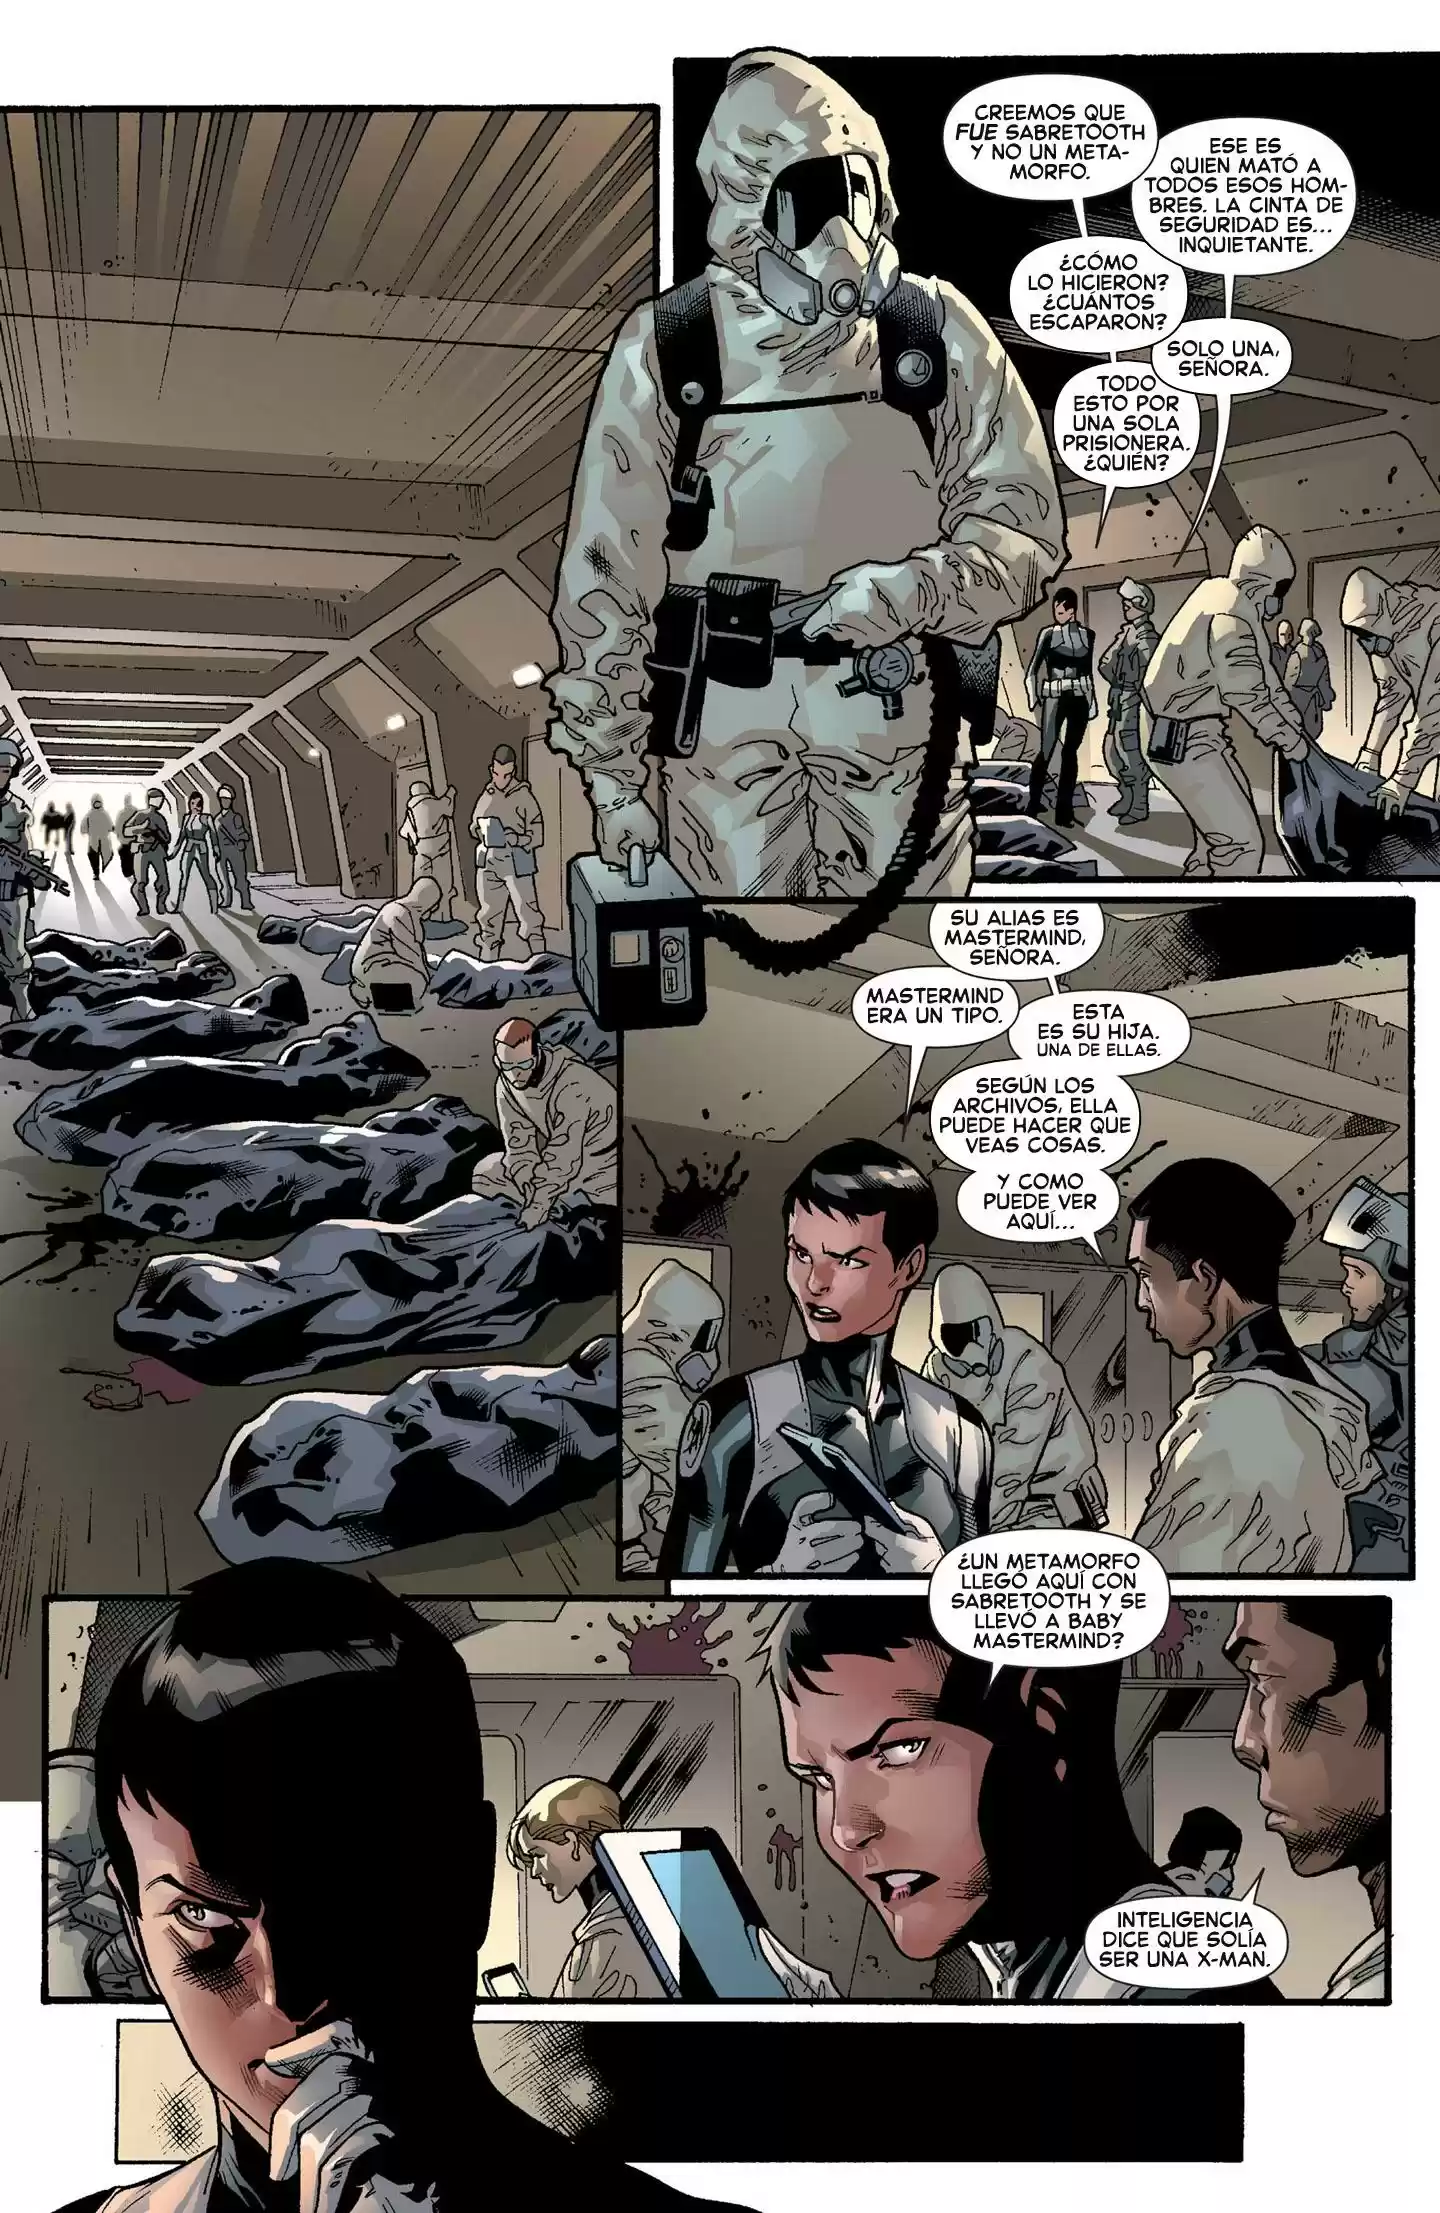 CREEMOS QUE
FUE SABRETOOTH
Y NO UN META-
MORFO.
ESE ES
QUIEN MATÓ A
TODOS ESOS HOM-
BRES. LA CINTA DE
SEGURIDAD ES...
INQUIETANTE.
¿CÓMO
LO HICIERON?
¿CUÁNTOS
ESCAPARON?
SOLO UNA,
SEÑORA.
TODO
ESTO POR
UNA SOLA
PRISIONERA.
¿QUIÉN?
SU ALIAS ES
MASTERMIND,
SEÑORA.
MASTERMIND
ERA UN TIPO.
ESTA
ES SU HIJA.
UNA DE ELLAS.
SEGÚN LOS
ARCHIVOS, ELLA
PUEDE HACER QUE
VEAS COSAS.
Y COMO
PUEDE VER
AQUÍ...
¿UN METAMORFO
LLEGÓ AQUÍ CON
SABRETOOTH Y SE
LLEVÓ A BABY
MASTERMIND?
INTELIGENCIA
DICE QUE SOLÍA
SER UNA X-MAN.